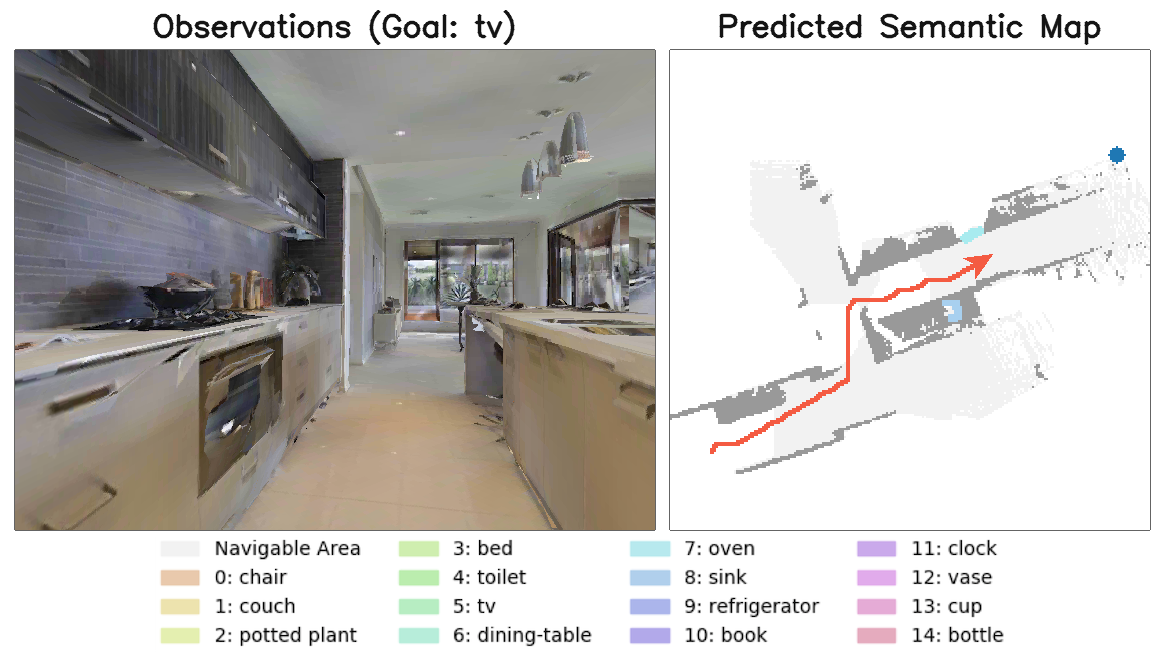 Observations (Goal: tv)
Predicted Semantic Map
Navigable Area
0: chair
1: couch
2: potted plant
3: bed
4: toilet
5: tv
6: dining-table
7: oven
8: sink
9: refrigerator
10: book
11: clock
12: vase
13: cup
14: bottle